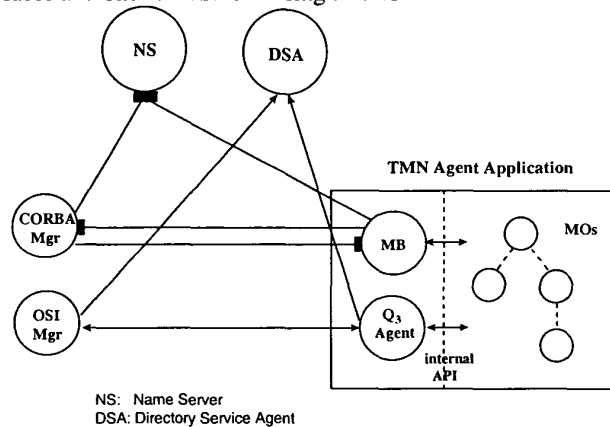 NS
DSA
TMN Agent Application
CORBA
Mgr
MB
MOs
OSI
Mgr
Q3
Agent
internal
API
NS: Name Server
DSA: Directory Service Agent